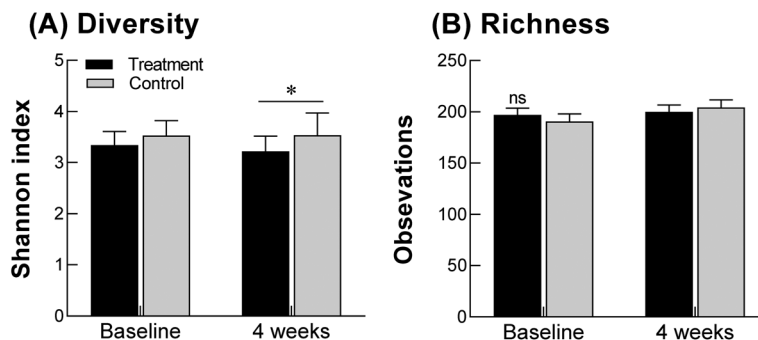 (A) Diversity
Shannon index
5
4
3
2
1
0
Treatment
Control
*
Baseline
4 weeks
(B) Richness
Obsevations
250
200
150
100
50
0
ns
Baseline
4 weeks